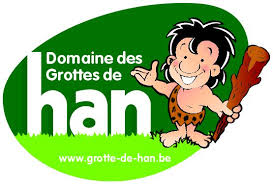 Domaine des
Grottes de
han
www.grotte-de-han.be